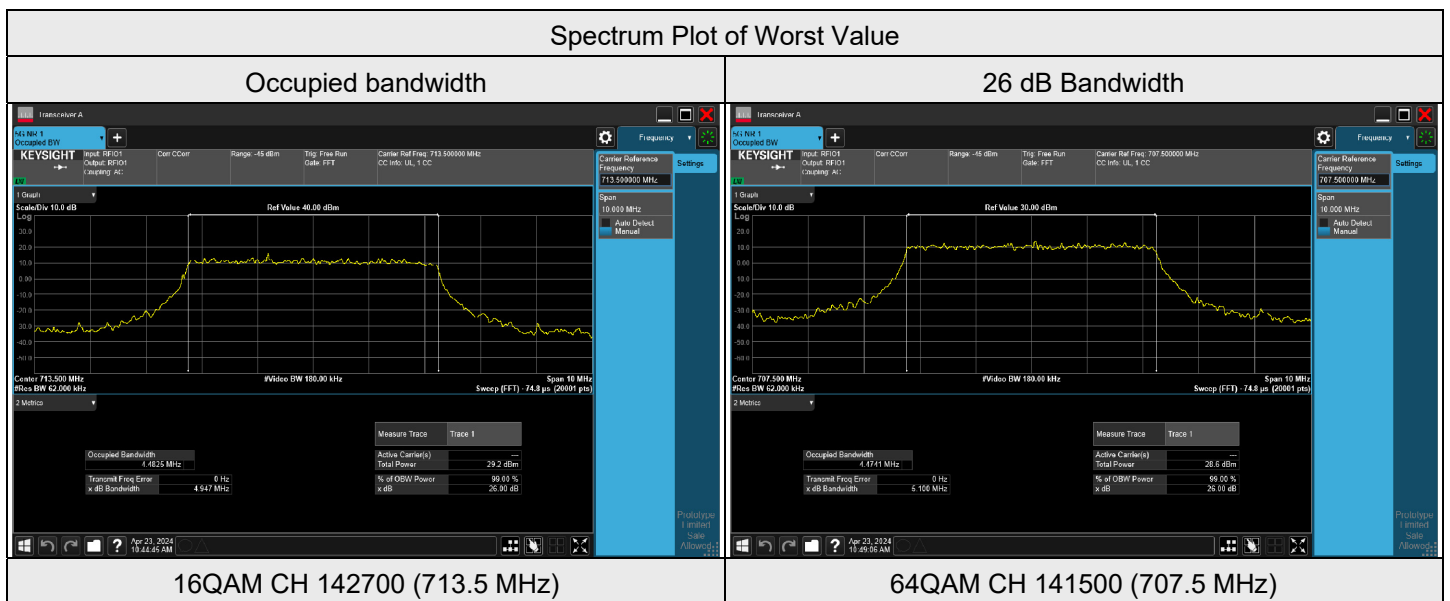 Spectrum Plot of Worst Value
Occupied bandwidth
Transceiver A
5G NR 1
Occupied BW
Frequency
KEYSIGHT
Input: RFIO1
Output: RFIO1
Coupling: AC
Corr CCorr
Range: -45 dBm
Trig: Free Run
Gate: FFT
Carrier Ref Freq: 713.500000 MHz
CC Info: UL, 1 CC
Carrier Reference
Frequency
713.500000 MHz
Settings
Span
10.000 MHz
Auto Detect
Manual
1 Graph
Scale/Div 10.0 dB
Ref Value 40.00 dBm
Log
30.0
20.0
10.0
0.00
-10.0
-20.0
-30.0
-40.0
-50.0
Center 713.500 MHz
#Video BW 180.00 kHz
Span 10 MHz
#Res BW 62.000 kHz
Sweep (FFT) ~74.8 µs (20001 pts)
2 Metrics
Measure Trace Trace 1
Occupied Bandwidth
4.4825 MHz
Active Carrier(s) ---
Total Power 29.2 dBm
Transmit Freq Error 0 Hz
x dB Bandwidth 4.947 MHz
% of OBW Power 99.00 %
x dB 26.00 dB
Prototype
Limited
Sale
Allowed
Apr 23, 2024
10:44:45 AM
16QAM CH 142700 (713.5 MHz)
26 dB Bandwidth
Transceiver A
5G NR 1
Occupied BW
Frequency
KEYSIGHT
Input: RFIO1
Output: RFIO1
Coupling: AC
Corr CCorr
Range: -45 dBm
Trig: Free Run
Gate: FFT
Carrier Ref Freq: 707.500000 MHz
CC Info: UL, 1 CC
Carrier Reference
Frequency
707.500000 MHz
Settings
Span
10.000 MHz
Auto Detect
Manual
1 Graph
Scale/Div 10.0 dB
Ref Value 30.00 dBm
Log
20.0
10.0
0.00
-10.0
-20.0
-30.0
-40.0
-50.0
-60.0
Center 707.500 MHz
#Video BW 180.00 kHz
Span 10 MHz
#Res BW 62.000 kHz
Sweep (FFT) ~74.8 µs (20001 pts)
2 Metrics
Measure Trace Trace 1
Occupied Bandwidth
4.4741 MHz
Active Carrier(s) ---
Total Power 28.6 dBm
Transmit Freq Error 0 Hz
x dB Bandwidth 5.100 MHz
% of OBW Power 99.00 %
x dB 26.00 dB
Prototype
Limited
Sale
Allowed
Apr 23, 2024
10:49:06 AM
64QAM CH 141500 (707.5 MHz)